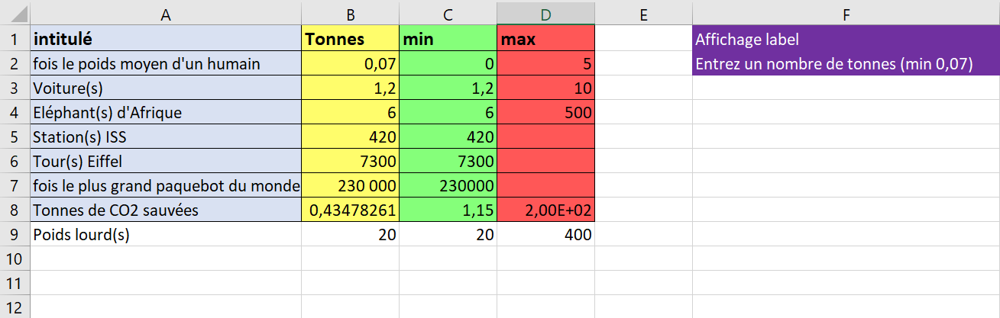 A B C D E F
1 intitulé Tonnes min max Affichage label
2 fois le poids moyen d'un humain 0,07 0 5 Entrez un nombre de tonnes (min 0,07)
3 Voiture(s) 1,2 1,2 10
4 Eléphant(s) d'Afrique 6 6 500
5 Station(s) ISS 420 420
6 Tour(s) Eiffel 7300 7300
7 fois le plus grand paquebot du monde 230 000 230000
8 Tonnes de CO2 sauvées 0,43478261 1,15 2,00E+02
9 Poids lourd(s) 20 20 400
10
11
12